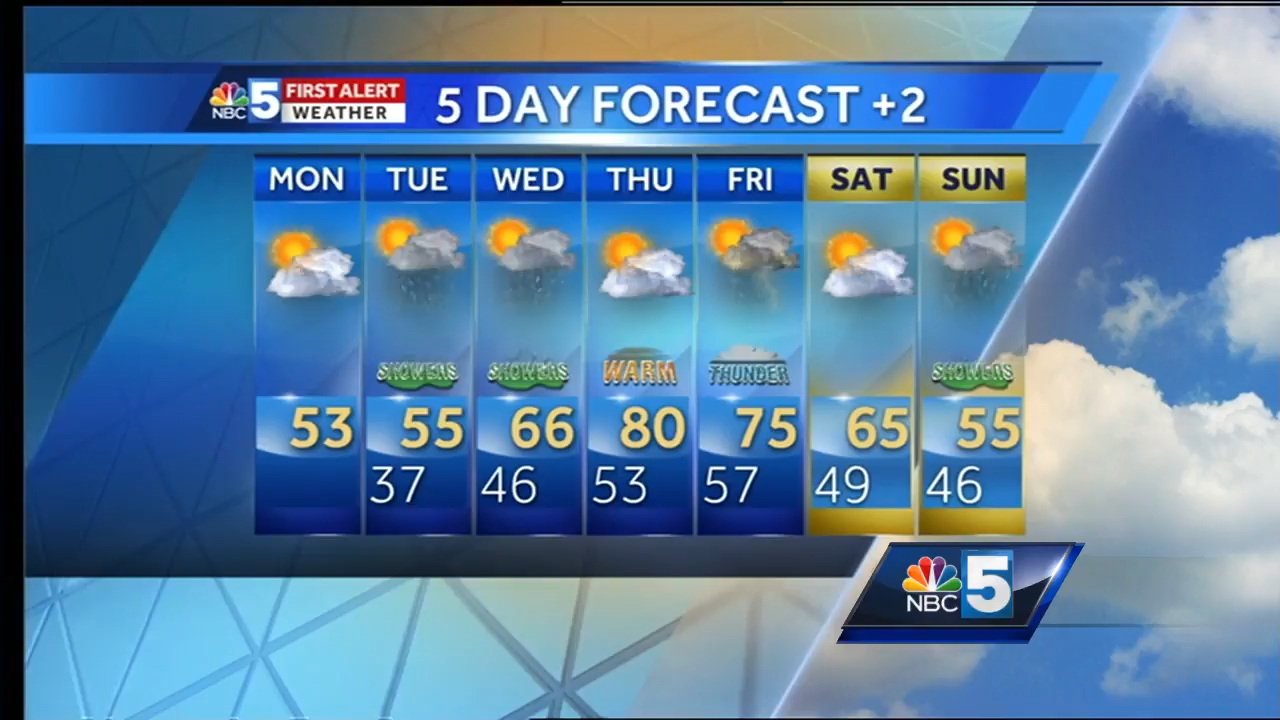 NBC 5 FIRST ALERT WEATHER
5 DAY FORECAST +2
MON TUE WED THU FRI SAT SUN
SHOWERS SHOWERS WARM THUNDER SHOWERS
53 55 66 80 75 65 55
37 46 53 57 49 46
NBC 5